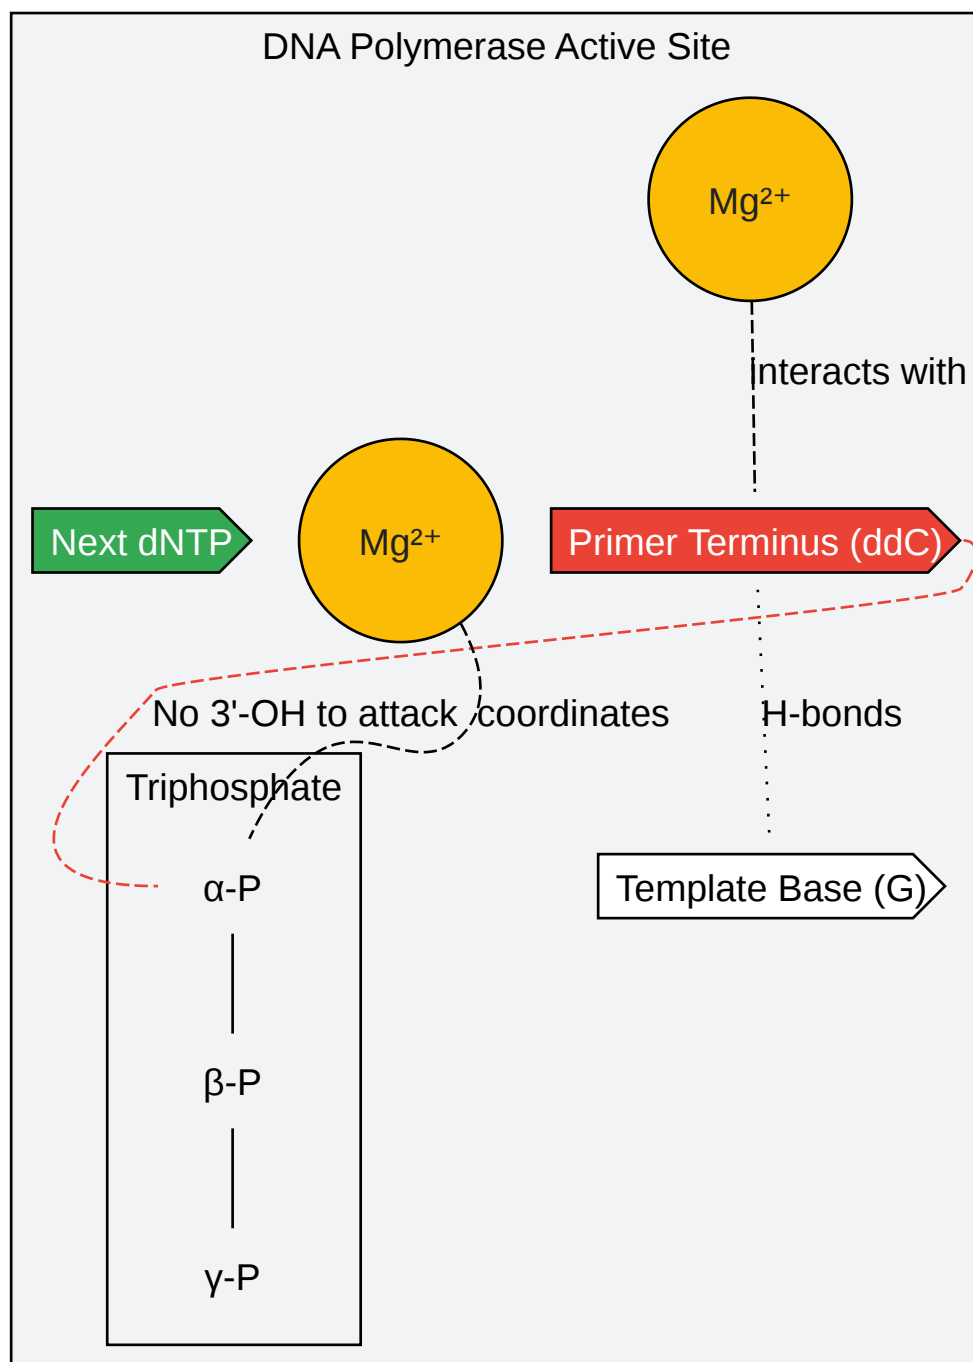 DNA Polymerase Active Site
Mg²⁺
Interacts with
Next dNTP
Mg²⁺
Primer Terminus (ddC)
No 3'-OH to attack
coordinates
H-bonds
Triphosphate
α-P
Template Base (G)
β-P
γ-P